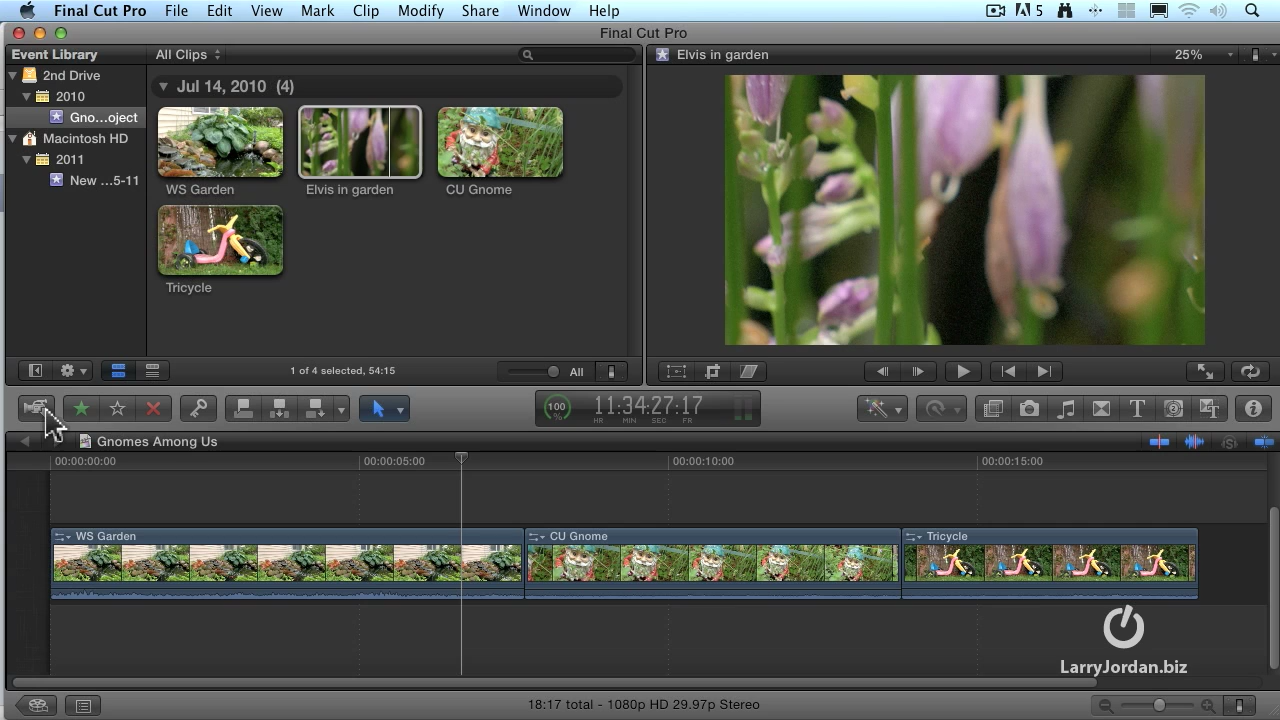 Final Cut Pro File Edit View Mark Clip Modify Share Window Help 5
Final Cut Pro
Event Library All Clips
2nd Drive
2010
Gno...oject
Macintosh HD
2011
New ...5-11
Jul 14, 2010 (4)
WS Garden Elvis in garden CU Gnome
Tricycle
Elvis in garden 25%
1 of 4 selected, 54:15 All
100 11:34:27:17
HR MIN SEC FR
T
Gnomes Among Us
00:00:00:00 00:00:05:00 00:00:10:00 00:00:15:00
WS Garden CU Gnome Tricycle
LarryJordan.biz
18:17 total - 1080p HD 29.97p Stereo